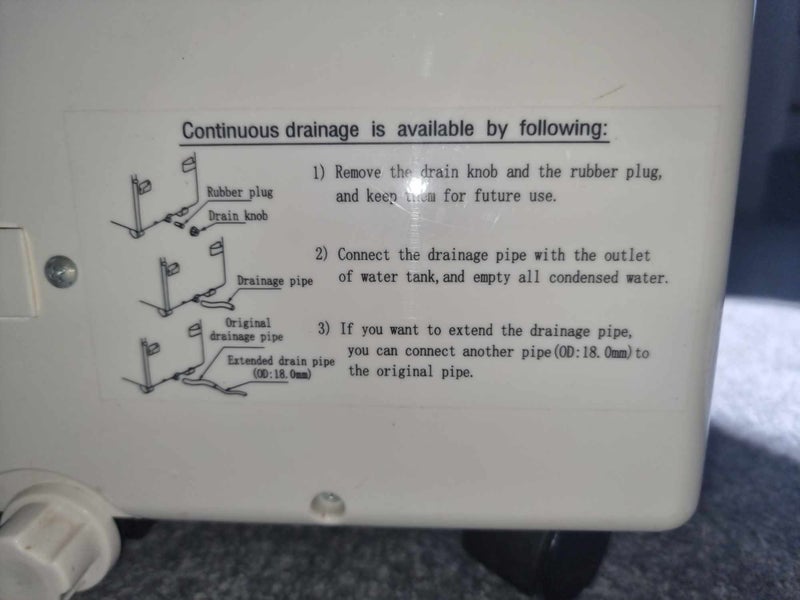 Continuous drainage is available by following:
Rubber plug
Drain knob
1) Remove the drain knob and the rubber plug,
and keep them for future use.
Drainage pipe
2) Connect the drainage pipe with the outlet
of water tank, and empty all condensed water.
Original
drainage pipe
Extended drain pipe
(OD:18.0mm)
3) If you want to extend the drainage pipe,
you can connect another pipe(OD:18.0mm)to
the original pipe.